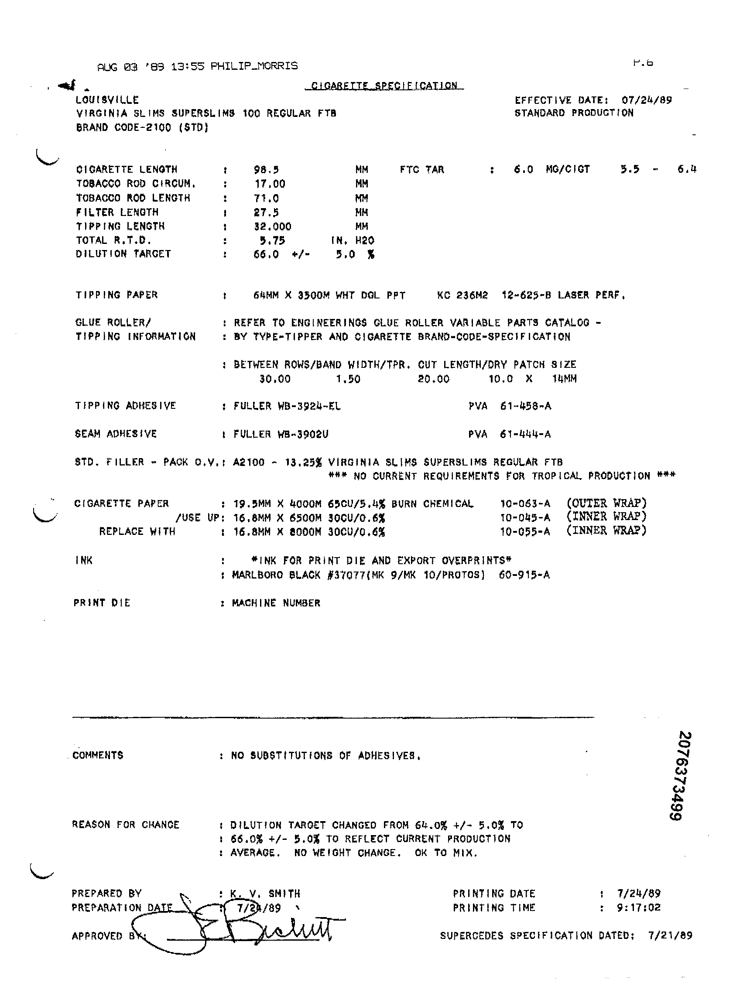 AUG 03 '89 13:55 PHILIP_MORRIS P.6
CIGARETTE SPECIFICATION
LOUISVILLE EFFECTIVE DATE: 07/24/89
VIRGINIA SLIMS SUPERSLIMS 100 REGULAR FTB STANDARD PRODUCTION
BRAND CODE-2100 (STD)
CIGARETTE LENGTH : 98.5 MM FTC TAR : 6.0 MG/CIGT 5.5 - 6.4
TOBACCO ROD CIRCUM. : 17.00 MM
TOBACCO ROD LENGTH : 71.0 MM
FILTER LENGTH : 27.5 MM
TIPPING LENGTH : 32.000 MM
TOTAL R.T.D. : 5.75 IN. H2O
DILUTION TARGET : 66.0 +/- 5.0 %
TIPPING PAPER : 64MM X 3500M WHT DGL PPT KC 236M2 12-625-B LASER PERF.
GLUE ROLLER/ : REFER TO ENGINEERINGS GLUE ROLLER VARIABLE PARTS CATALOG -
TIPPING INFORMATION : BY TYPE-TIPPER AND CIGARETTE BRAND-CODE-SPECIFICATION
: BETWEEN ROWS/BAND WIDTH/TPR. CUT LENGTH/DRY PATCH SIZE
30.00 1.50 20.00 10.0 X 14MM
TIPPING ADHESIVE : FULLER WB-3924-EL PVA 61-458-A
SEAM ADHESIVE : FULLER WB-3902U PVA 61-444-A
STD. FILLER - PACK O.V.: A2100 - 13.25% VIRGINIA SLIMS SUPERSLIMS REGULAR FTB
*** NO CURRENT REQUIREMENTS FOR TROPICAL PRODUCTION ***
CIGARETTE PAPER : 19.5MM X 4000M 65CU/5.4% BURN CHEMICAL 10-063-A (OUTER WRAP)
/USE UP: 16.8MM X 6500M 30CU/0.6% 10-045-A (INNER WRAP)
REPLACE WITH : 16.8MM X 8000M 30CU/0.6% 10-055-A (INNER WRAP)
INK : *INK FOR PRINT DIE AND EXPORT OVERPRINTS*
: MARLBORO BLACK #37077(MK 9/MK 10/PROTOS) 60-915-A
PRINT DIE : MACHINE NUMBER
COMMENTS : NO SUBSTITUTIONS OF ADHESIVES.
2076373499
REASON FOR CHANGE : DILUTION TARGET CHANGED FROM 64.0% +/- 5.0% TO
: 66.0% +/- 5.0% TO REFLECT CURRENT PRODUCTION
: AVERAGE. NO WEIGHT CHANGE. OK TO MIX.
PREPARED BY : K. V. SMITH PRINTING DATE : 7/24/89
PREPARATION DATE : 7/24/89 PRINTING TIME : 9:17:02
APPROVED BY: SUPERCEDES SPECIFICATION DATED: 7/21/89